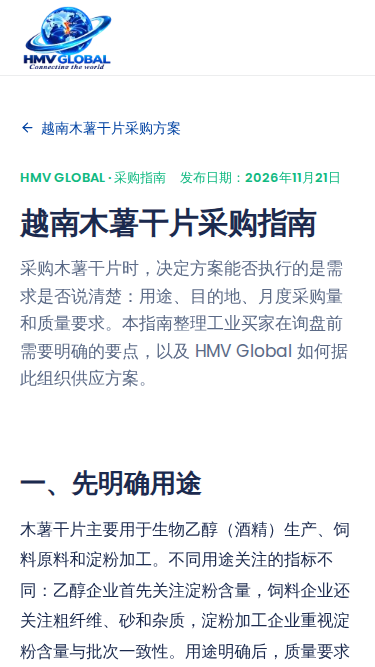 HMV GLOBAL
Connecting the world
← 越南木薯干片采购方案
HMV GLOBAL · 采购指南 发布日期：2026年11月21日
越南木薯干片采购指南
采购木薯干片时，决定方案能否执行的是需
求是否说清楚：用途、目的地、月度采购量
和质量要求。本指南整理工业买家在询盘前
需要明确的要点，以及 HMV Global 如何据
此组织供应方案。
一、先明确用途
木薯干片主要用于生物乙醇（酒精）生产、饲
料原料和淀粉加工。不同用途关注的指标不
同：乙醇企业首先关注淀粉含量，饲料企业还
关注粗纤维、砂和杂质，淀粉加工企业重视淀
粉含量与批次一致性。用途明确后，质量要求